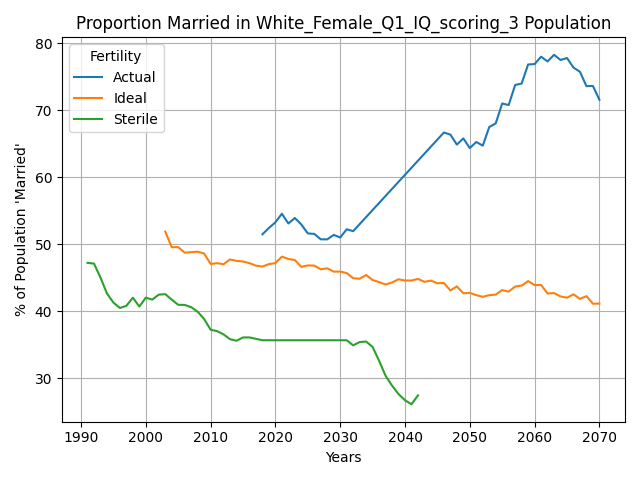 Proportion Married in White_Female_Q1_IQ_scoring_3 Population
Fertility
Actual
Ideal
Sterile
% of Population 'Married'
80
70
60
50
40
30
1990 2000 2010 2020 2030 2040 2050 2060 2070
Years